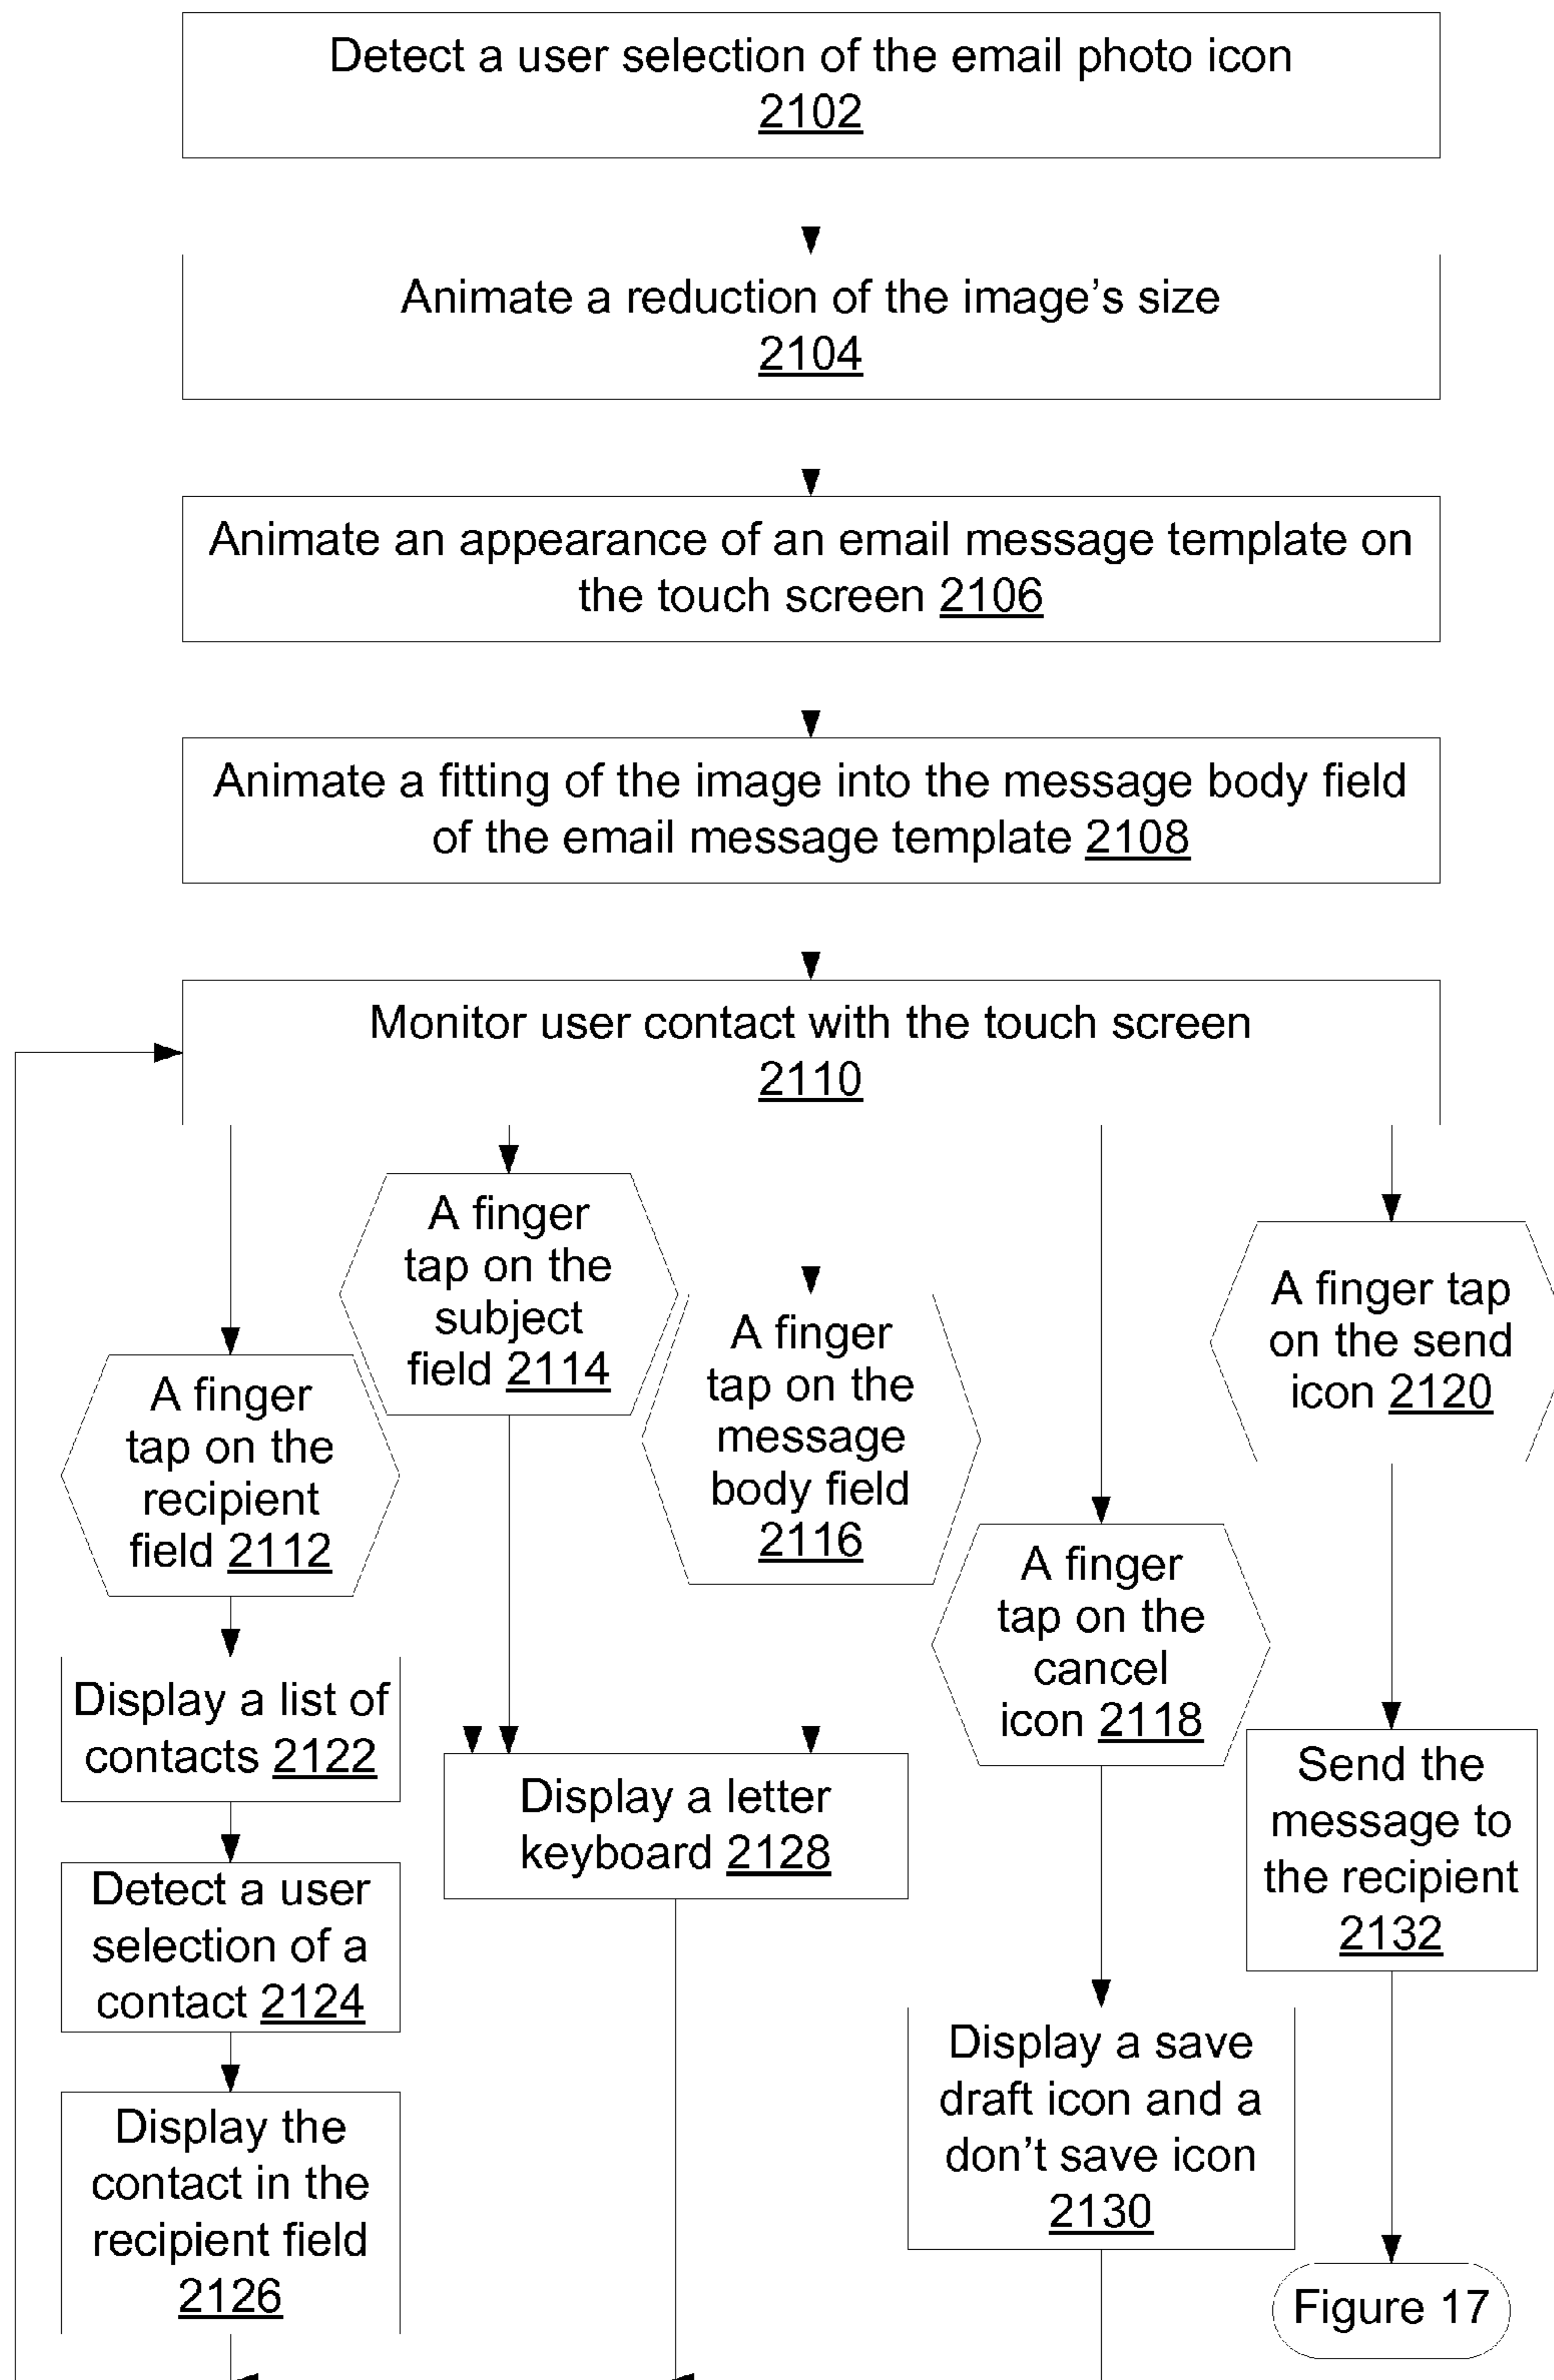 Detect a user selection of the email photo icon
2102
Animate a reduction of the image’s size
2104
Animate an appearance of an email message template on
the touch screen 2106
Animate a fitting of the image into the message body field
of the email message template 2108
Monitor user contact with the touch screen
2110
A finger
tap on the
recipient
field 2112
A finger
tap on the
subject
field 2114
A finger
tap on the
message
body field
2116
A finger
tap on the
cancel
icon 2118
A finger tap
on the send
icon 2120
Display a list of
contacts 2122
Detect a user
selection of a
contact 2124
Display the
contact in the
recipient field
2126
Display a letter
keyboard 2128
Display a save
draft icon and a
don’t save icon
2130
Send the
message to
the recipient
2132
Figure 17